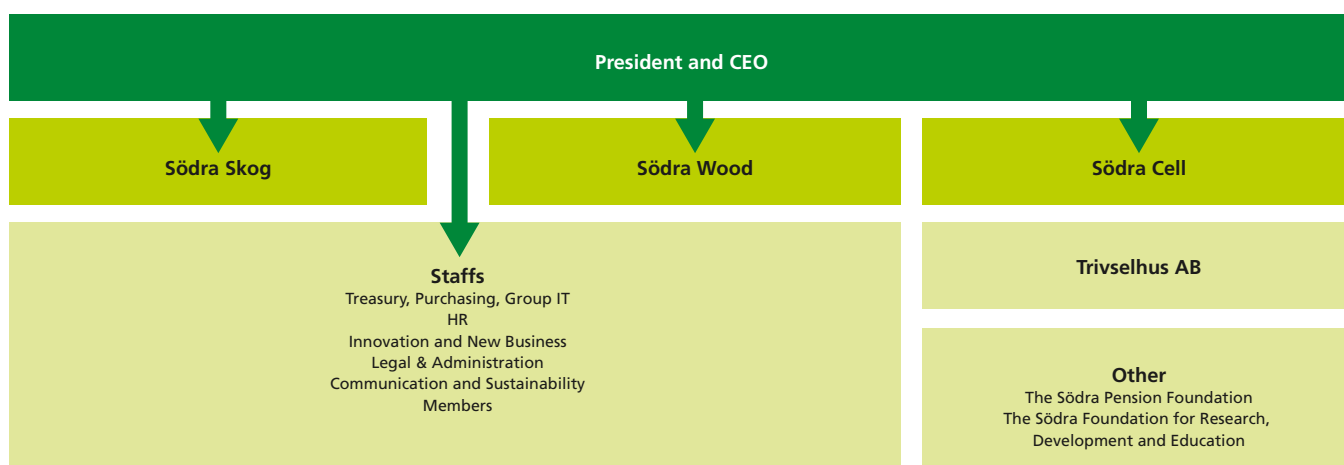 President and CEO
Södra Skog
Södra Wood
Södra Cell
Staffs
Treasury, Purchasing, Group IT
HR
Innovation and New Business
Legal & Administration
Communication and Sustainability
Members
Trivselhus AB
Other
The Södra Pension Foundation
The Södra Foundation for Research,
Development and Education